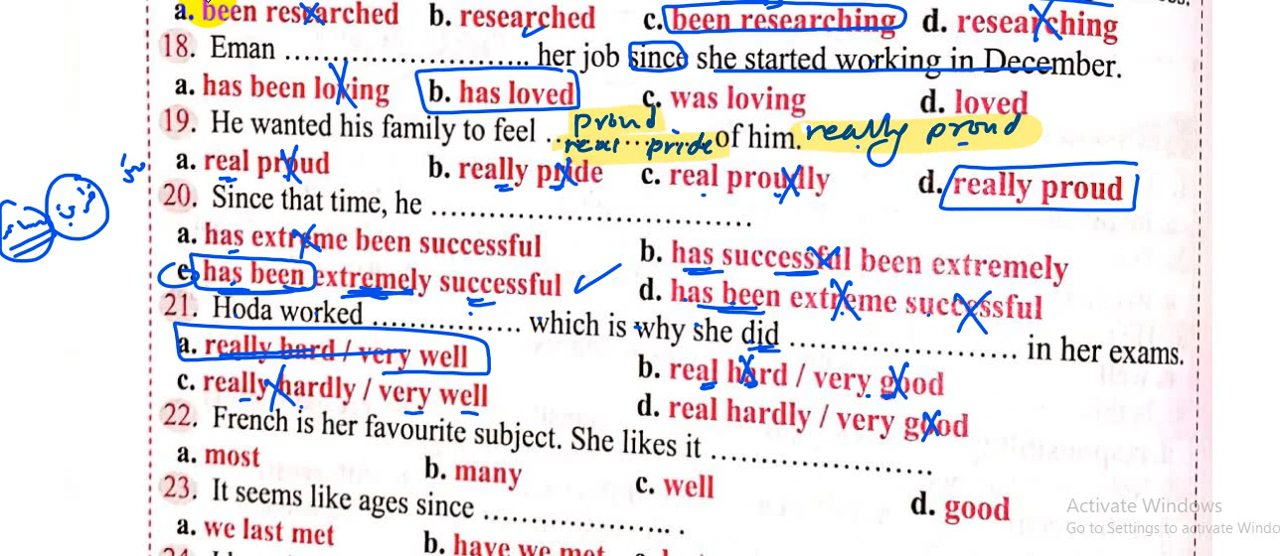 a. been researched b. researched c. been researching d. researching
18. Eman ........................... her job since she started working in December.
a. has been loving b. has loved c. was loving d. loved
proud
19. He wanted his family to feel ... real ... pride of him. really proud
a. real proud b. really pride c. real proudly d. really proud
20. Since that time, he ...................................
a. has extreme been successful b. has successful been extremely
c. has been extremely successful d. has been extreme successful
21. Hoda worked ................ which is why she did ........................ in her exams.
a. really hard / very well b. real hard / very good
c. really hardly / very well d. real hardly / very good
22. French is her favourite subject. She likes it ........................
a. most b. many c. well d. good
23. It seems like ages since ..................... .
a. we last met b. have we met
Activate Windows
Go to Settings to activate Windo